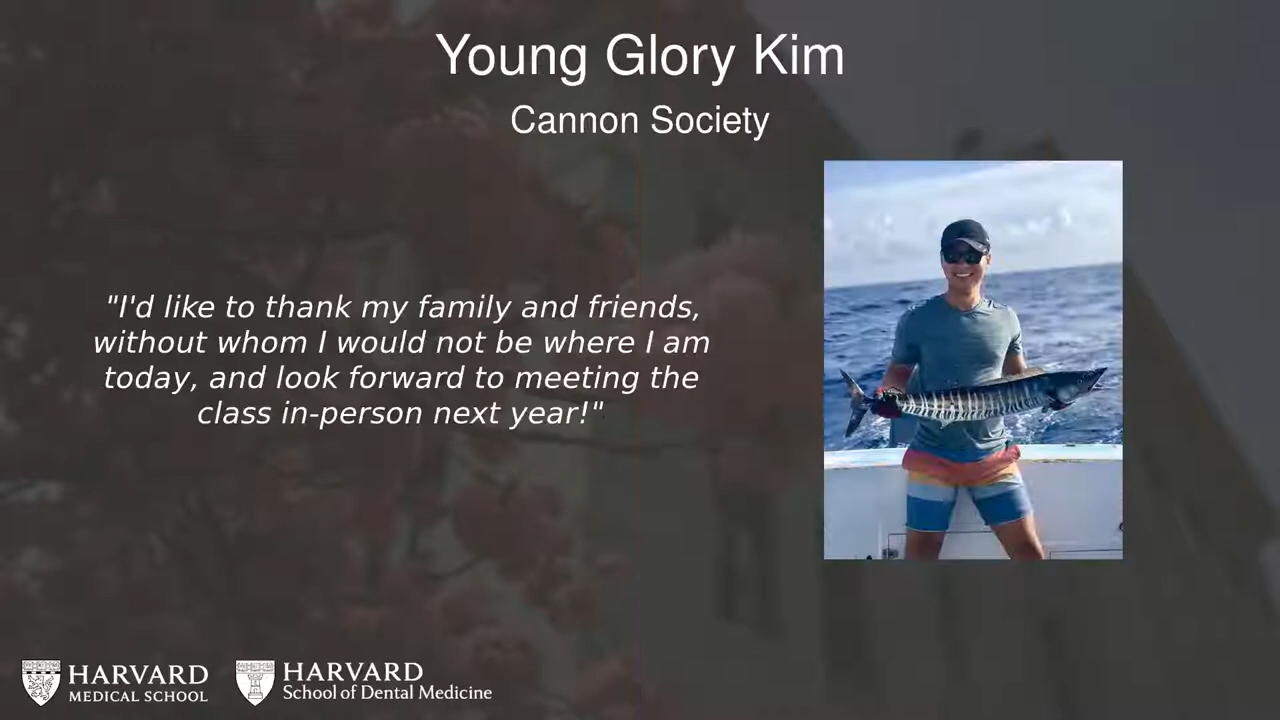 Young Glory Kim
Cannon Society
"I'd like to thank my family and friends,
without whom I would not be where I am
today, and look forward to meeting the
class in-person next year!"
HARVARD
MEDICAL SCHOOL
HARVARD
School of Dental Medicine